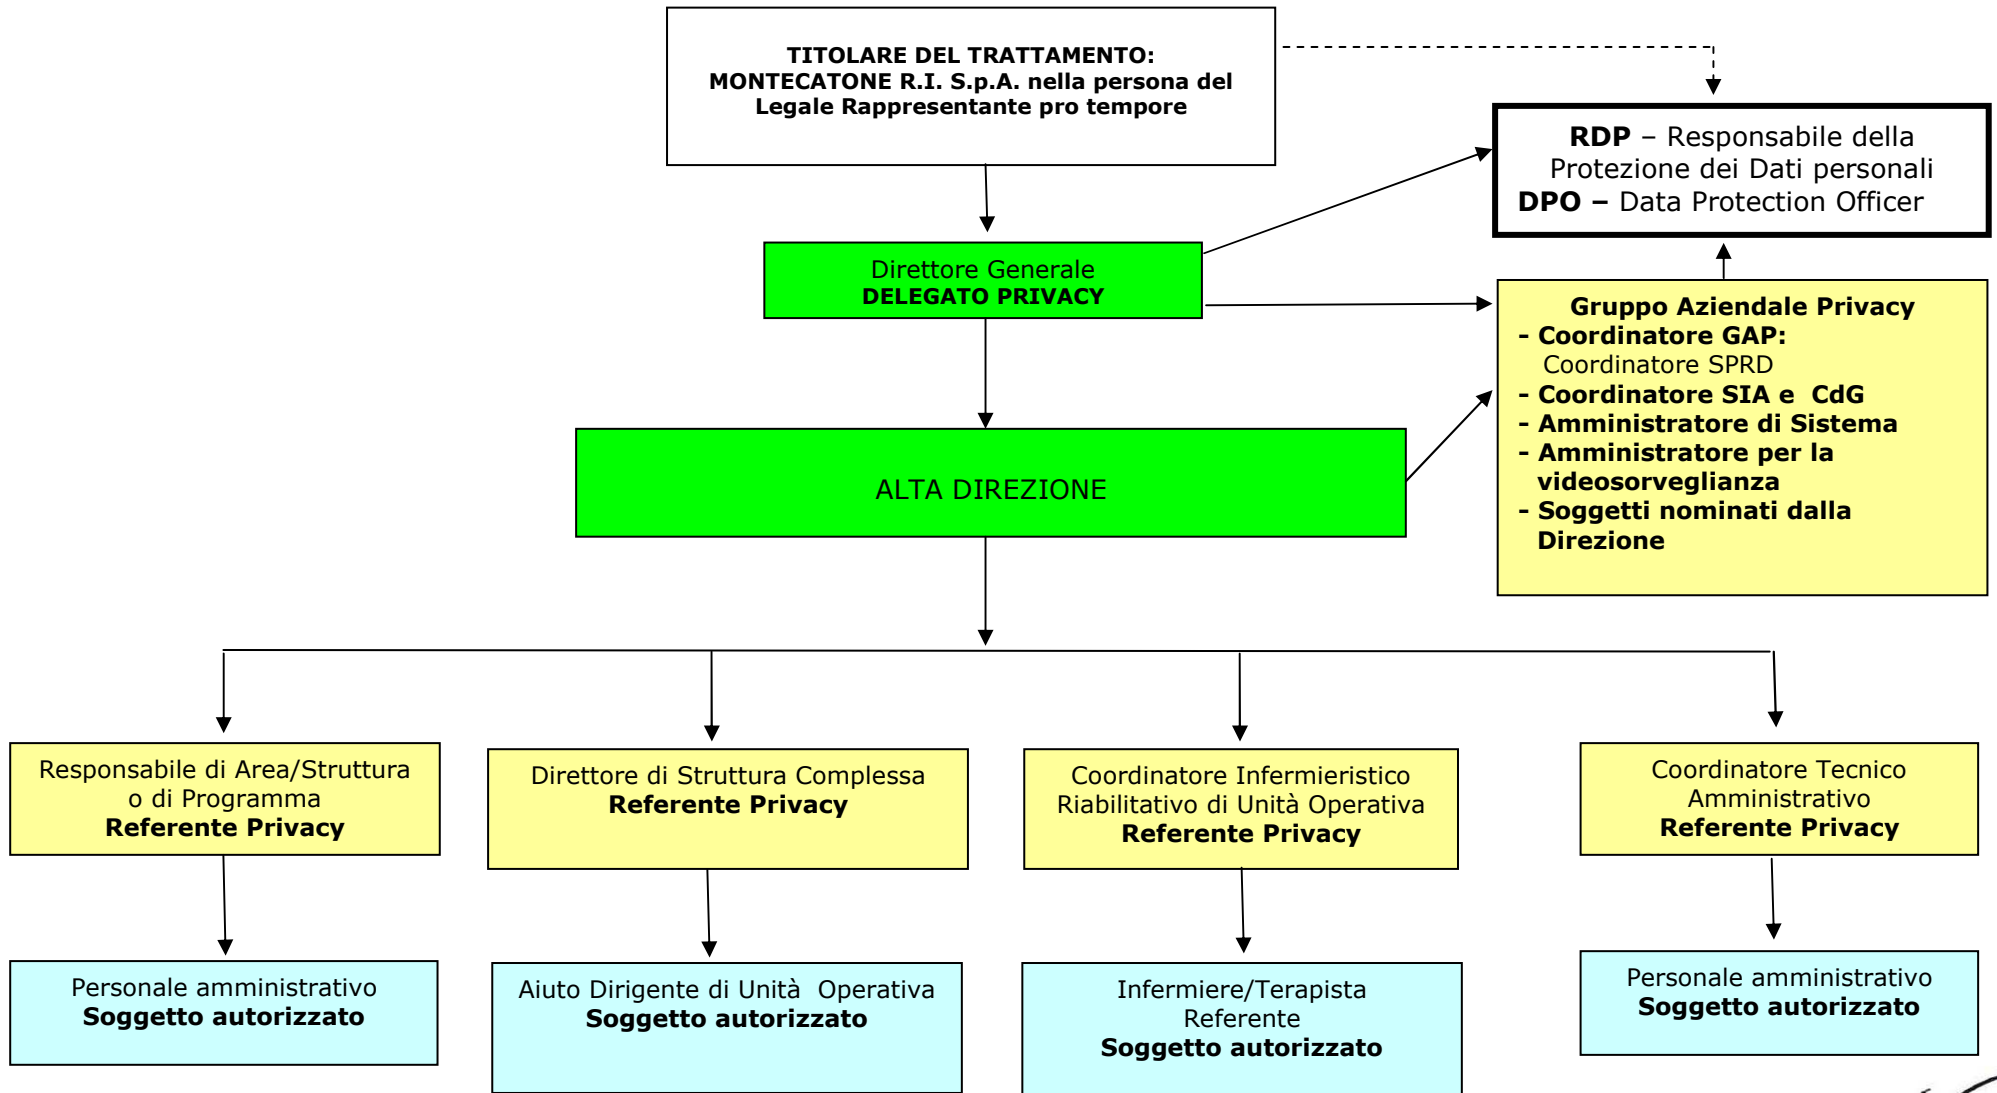 TITOLARE DEL TRATTAMENTO:
MONTECATONE R.I. S.p.A. nella persona del
Legale Rappresentante pro tempore
RDP – Responsabile della
Protezione dei Dati personali
DPO – Data Protection Officer
Direttore Generale
DELEGATO PRIVACY
Gruppo Aziendale Privacy
- Coordinatore GAP:
Coordinatore SPRD
- Coordinatore SIA e CdG
- Amministratore di Sistema
- Amministratore per la
videosorveglianza
- Soggetti nominati dalla
Direzione
ALTA DIREZIONE
Responsabile di Area/Struttura
o di Programma
Referente Privacy
Direttore di Struttura Complessa
Referente Privacy
Coordinatore Infermieristico
Riabilitativo di Unità Operativa
Referente Privacy
Coordinatore Tecnico
Amministrativo
Referente Privacy
Personale amministrativo
Soggetto autorizzato
Aiuto Dirigente di Unità Operativa
Soggetto autorizzato
Infermiere/Terapista
Referente
Soggetto autorizzato
Personale amministrativo
Soggetto autorizzato